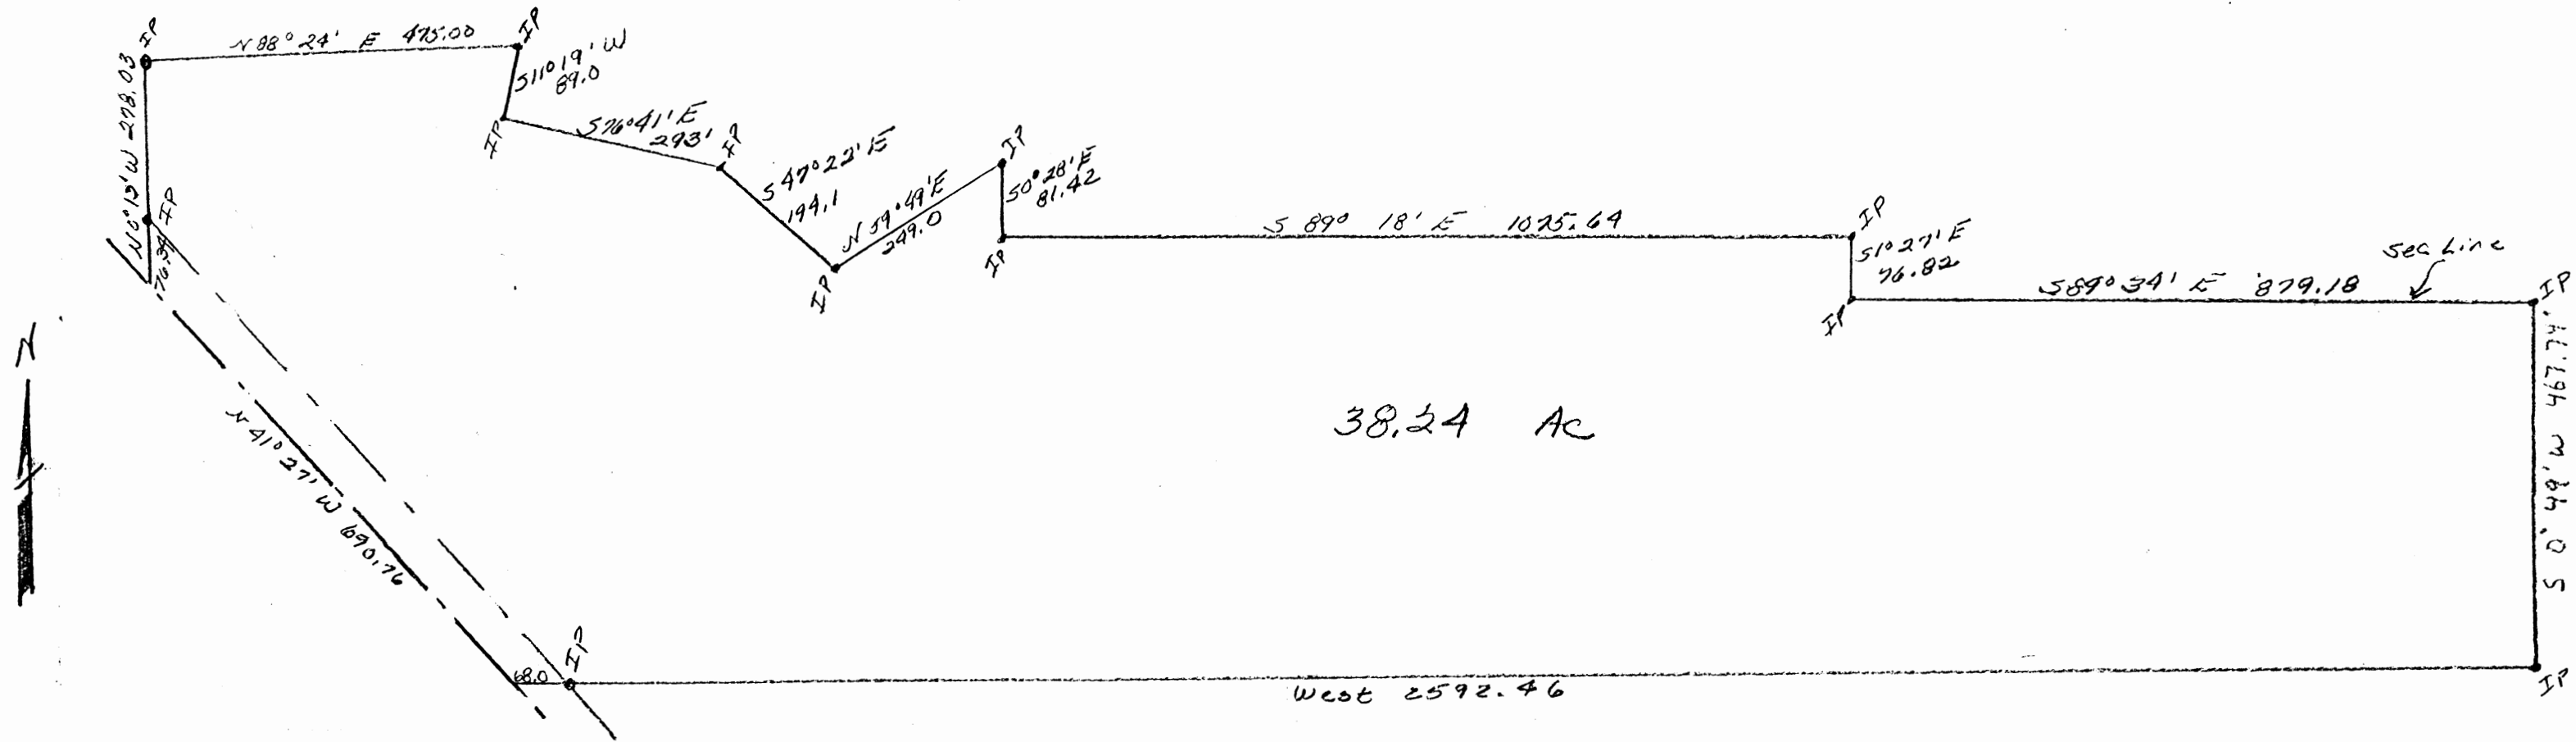 IP
N 88° 24' E 475.00
IP
S 11° 19' W
89.0
IP
S 76° 41' E
293'
IP
S 47° 22' E
194.1
IP
N 59° 49' E
249.0
IP
S 0° 28' E
81.42
IP
S 89° 18' E 1075.64
IP
S 1° 27' E
76.82
IP
S 89° 34' E 879.18
Sec Line
IP
S 0° 48' W 467.74'
IP
West 2592.46
IP
68.0
N 41° 27' W 690.76
278.03
IP
76.34
38.24 Ac
N